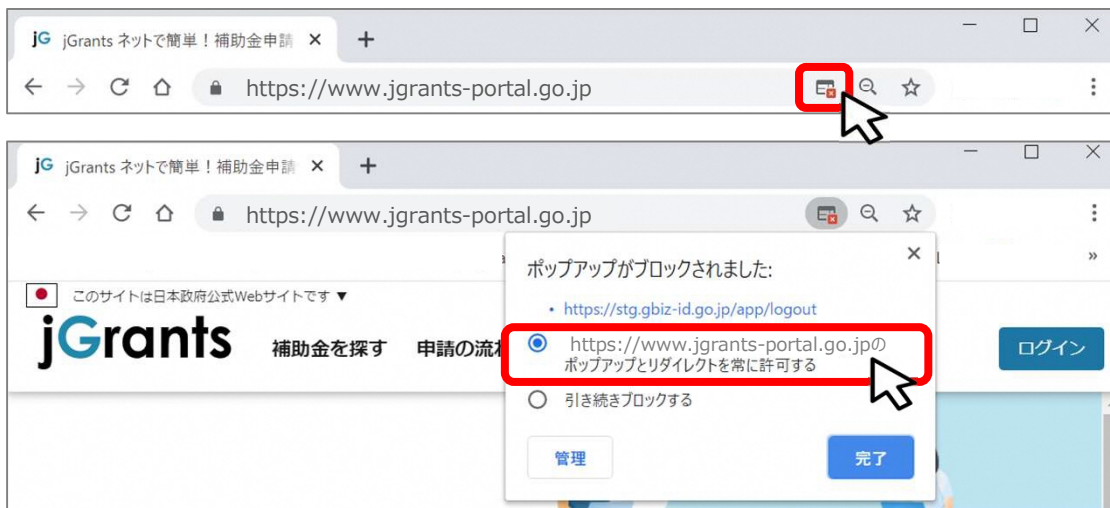 jG jGrants ネットで簡単！補助金申請
https://www.jgrants-portal.go.jp
jG jGrants ネットで簡単！補助金申請
https://www.jgrants-portal.go.jp
ポップアップがブロックされました:
• https://stg.gbiz-id.go.jp/app/logout
https://www.jgrants-portal.go.jpの
ポップアップとリダイレクトを常に許可する
引き続きブロックする
管理
完了
このサイトは日本政府公式Webサイトです ▼
jGrants
補助金を探す
申請の流れ
ログイン